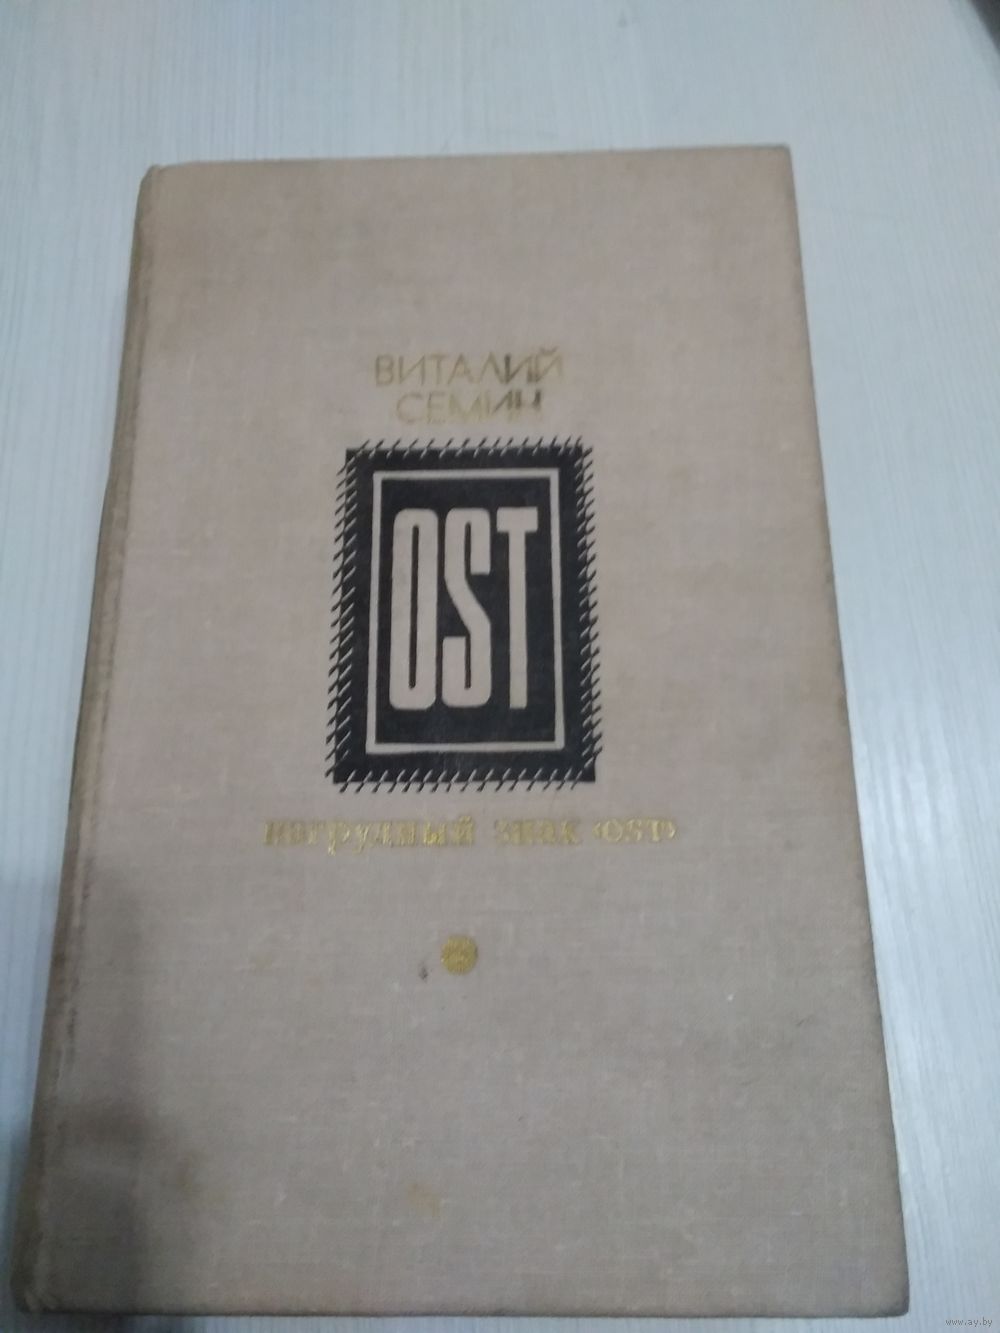 ВИТАЛИЙ
СЕМИН
OST
нагрудный знак «OST»
www.ay.by